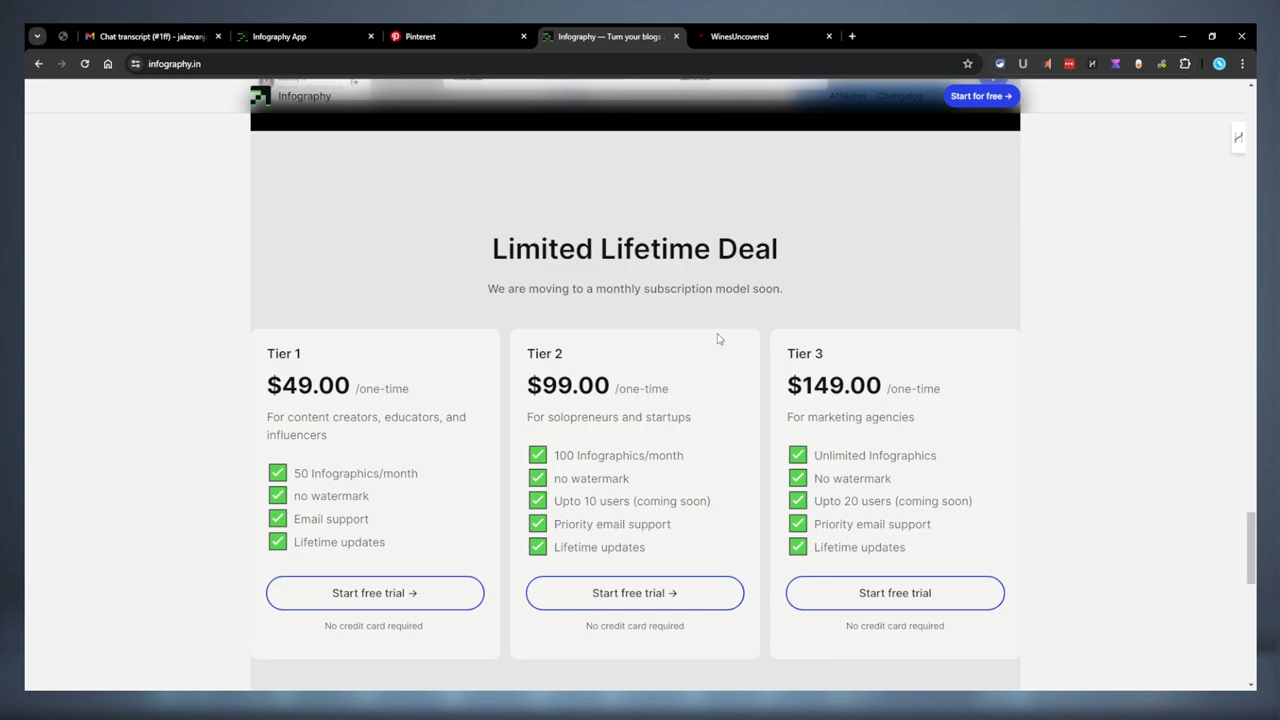 Chat transcript (#1ff) - jakevanj
Infography App
Pinterest
Infography — Turn your blogs
WinesUncovered
infography.in
Infography
Affiliates
Changelog
Start for free →
Limited Lifetime Deal
We are moving to a monthly subscription model soon.
Tier 1
$49.00 /one-time
For content creators, educators, and
influencers
50 Infographics/month
no watermark
Email support
Lifetime updates
Start free trial →
No credit card required
Tier 2
$99.00 /one-time
For solopreneurs and startups
100 Infographics/month
no watermark
Upto 10 users (coming soon)
Priority email support
Lifetime updates
Start free trial →
No credit card required
Tier 3
$149.00 /one-time
For marketing agencies
Unlimited Infographics
No watermark
Upto 20 users (coming soon)
Priority email support
Lifetime updates
Start free trial
No credit card required